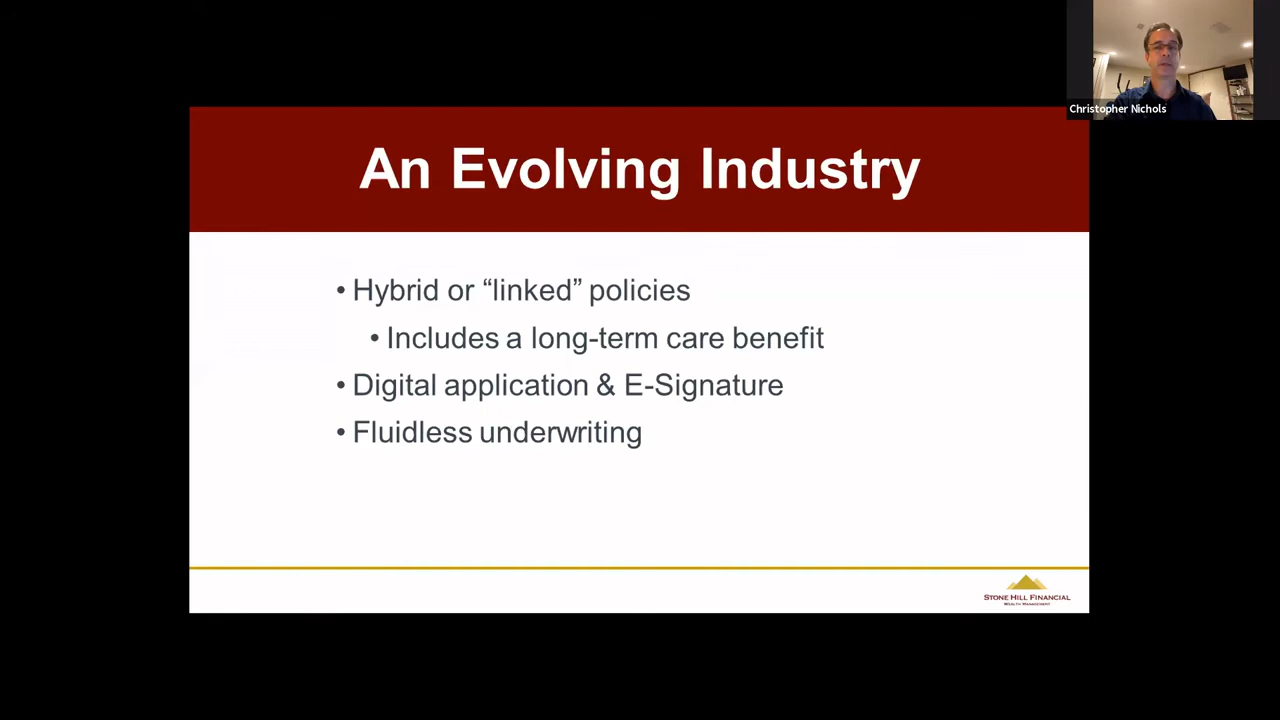 Christopher Nichols
An Evolving Industry
• Hybrid or “linked” policies
• Includes a long-term care benefit
• Digital application & E-Signature
• Fluidless underwriting
STONE HILL FINANCIAL
WEALTH MANAGEMENT